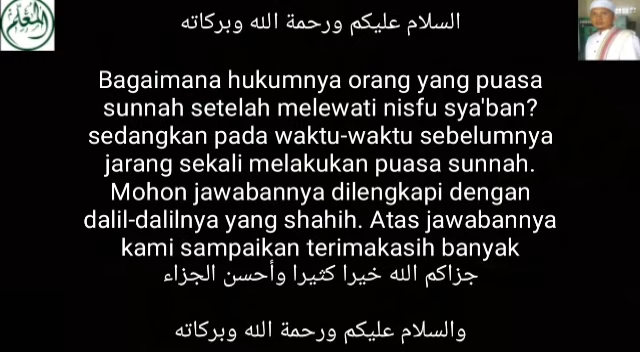 المعلم
السلام عليكم ورحمة الله وبركاته
Bagaimana hukumnya orang yang puasa
sunnah setelah melewati nisfu sya'ban?
sedangkan pada waktu-waktu sebelumnya
jarang sekali melakukan puasa sunnah.
Mohon jawabannya dilengkapi dengan
dalil-dalilnya yang shahih. Atas jawabannya
kami sampaikan terimakasih banyak
جزاكم الله خيرا كثيرا وأحسن الجزاء
والسلام عليكم ورحمة الله وبركاته